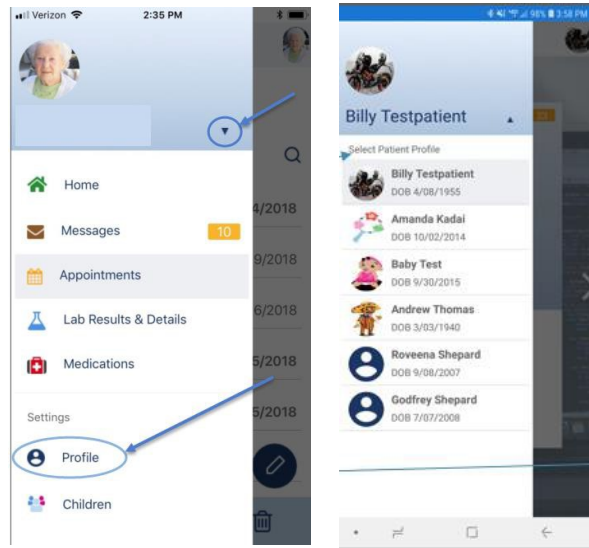 Verizon 2:35 PM
Home
4/2018
Messages 10
9/2018
Appointments
6/2018
Lab Results & Details
Medications
5/2018
Settings
5/2018
Profile
Children
98% 3:58 PM
Billy Testpatient
Select Patient Profile
Billy Testpatient
DOB 4/08/1955
Amanda Kadai
DOB 10/02/2014
Baby Test
DOB 9/30/2015
Andrew Thomas
DOB 3/03/1940
Roveena Shepard
DOB 9/08/2007
Godfrey Shepard
DOB 7/07/2008